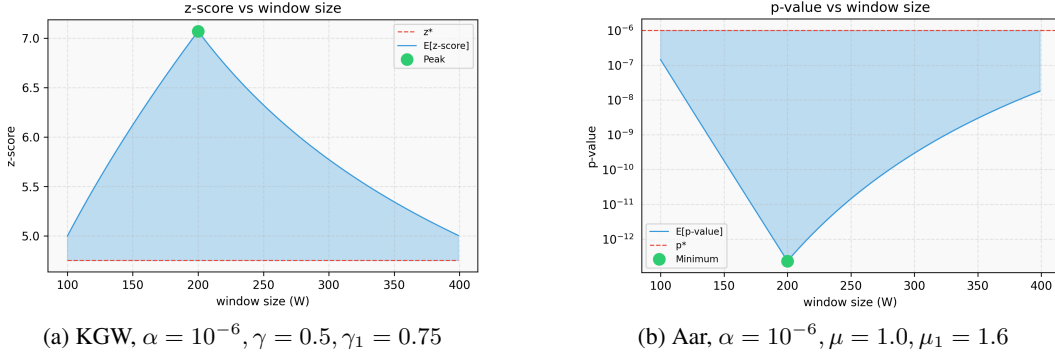 z-score vs window size
7.0
6.5
6.0
5.5
5.0
z-score
z*
E[z-score]
Peak
100 150 200 250 300 350 400
window size (W)
(a) KGW, α = 10⁻⁶, γ = 0.5, γ₁ = 0.75
p-value vs window size
10⁻⁶
10⁻⁷
10⁻⁸
10⁻⁹
10⁻¹⁰
10⁻¹¹
10⁻¹²
p-value
E[p-value]
p*
Minimum
100 150 200 250 300 350 400
window size (W)
(b) Aar, α = 10⁻⁶, μ = 1.0, μ₁ = 1.6